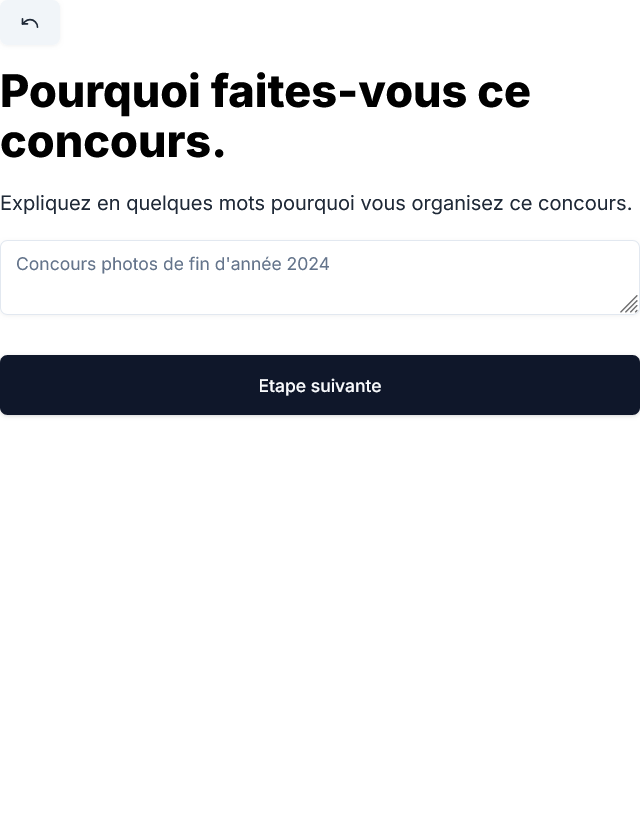 Pourquoi faites-vous ce
concours.
Expliquez en quelques mots pourquoi vous organisez ce concours.
Concours photos de fin d'année 2024
Etape suivante